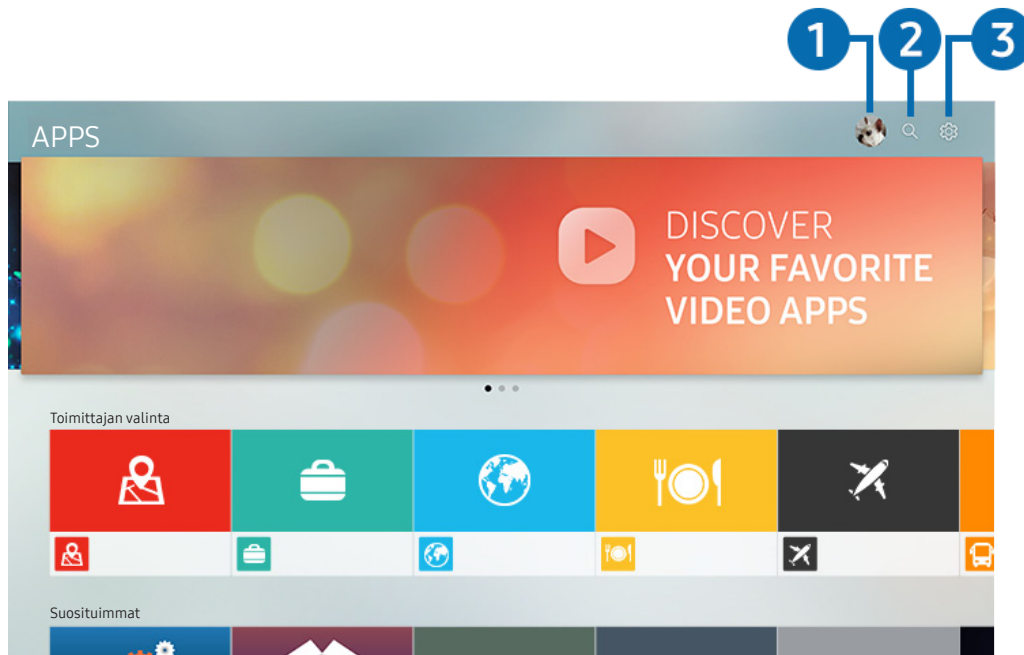 1
2
3
APPS
DISCOVER
YOUR FAVORITE
VIDEO APPS
Toimittajan valinta
Suosituimmat